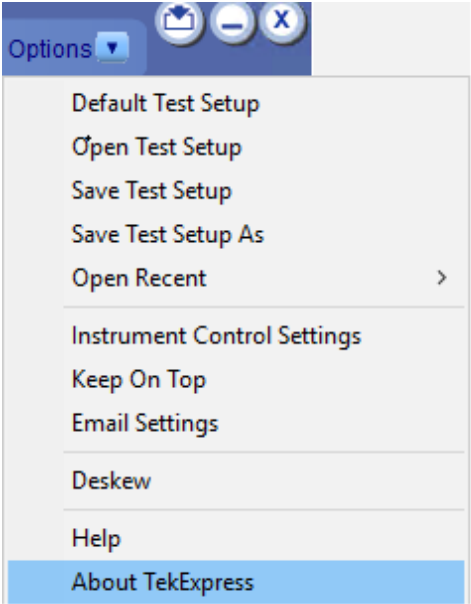 Options
X
Default Test Setup
Open Test Setup
Save Test Setup
Save Test Setup As
Open Recent >
Instrument Control Settings
Keep On Top
Email Settings
Deskew
Help
About TekExpress